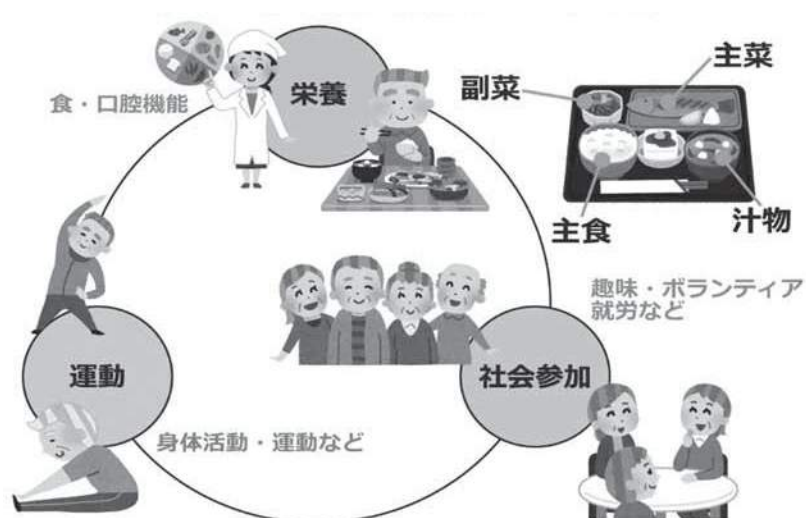 栄養
食・口腔機能
主菜
副菜
主食
汁物
趣味・ボランティア
就労など
運動
社会参加
身体活動・運動など